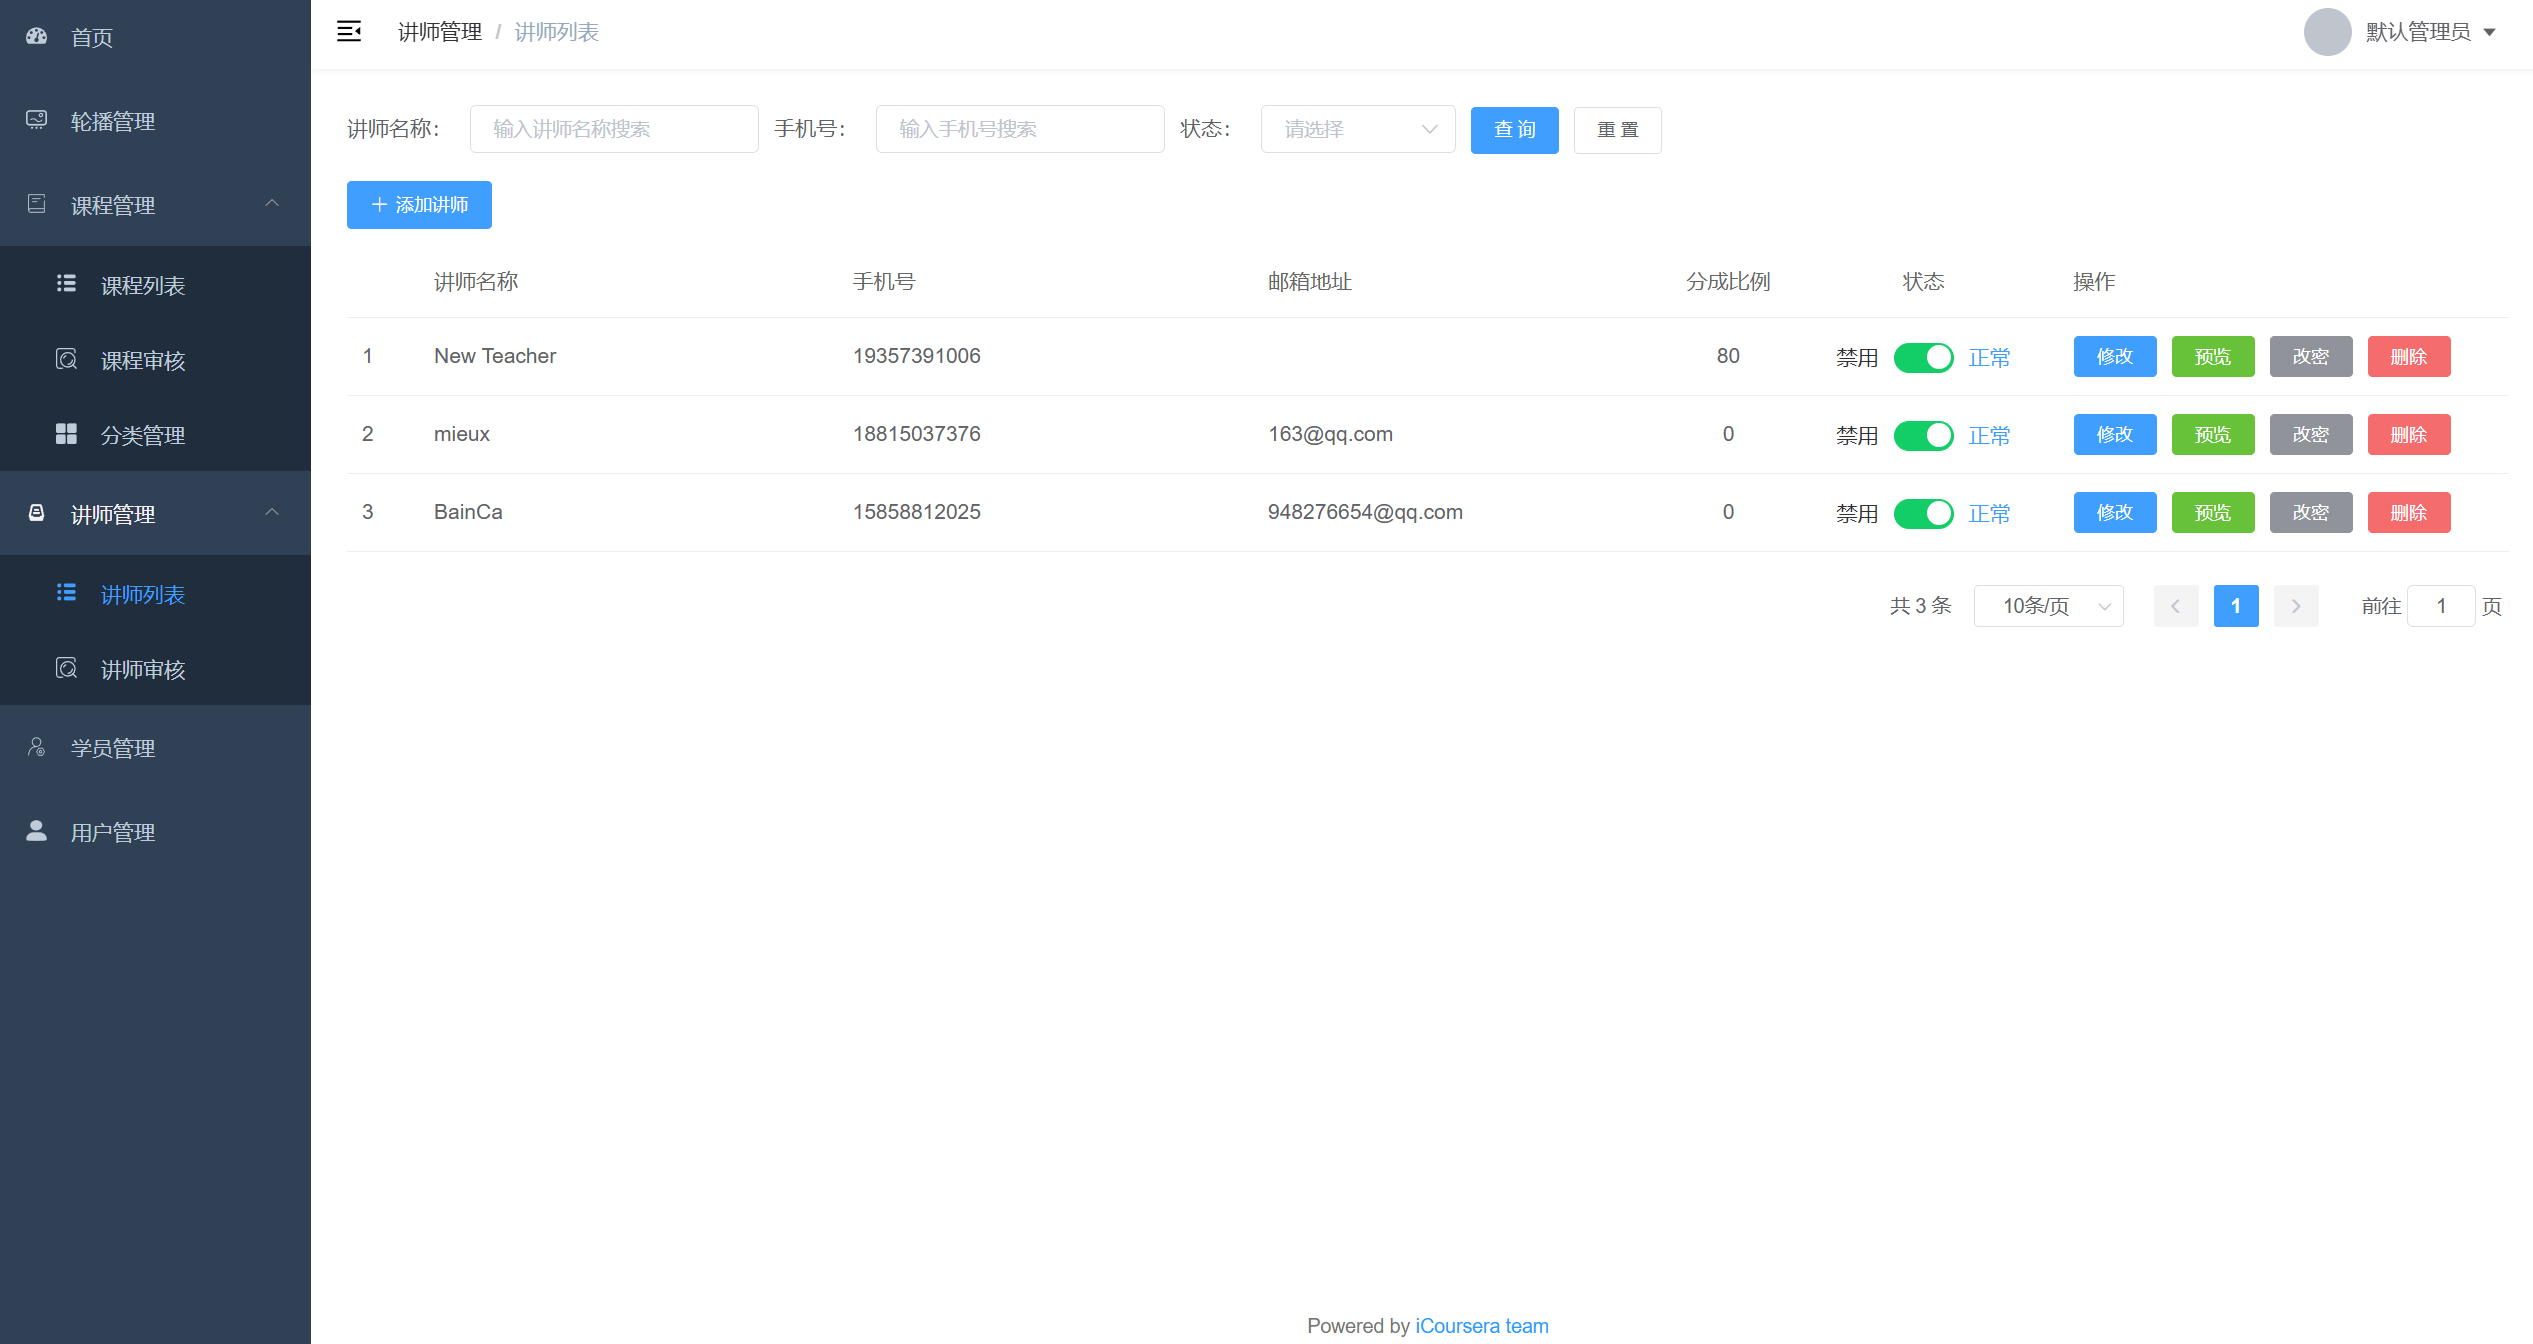 首页
轮播管理
课程管理
课程列表
课程审核
分类管理
讲师管理
讲师列表
讲师审核
学员管理
用户管理
讲师管理 / 讲师列表
默认管理员
讲师名称： 输入讲师名称搜索 手机号： 输入手机号搜索 状态： 请选择 查询 重置
+ 添加讲师
讲师名称 手机号 邮箱地址 分成比例 状态 操作
1 New Teacher 19357391006 80 禁用 正常 修改 预览 改密 删除
2 mieux 18815037376 163@qq.com 0 禁用 正常 修改 预览 改密 删除
3 BainCa 15858812025 948276654@qq.com 0 禁用 正常 修改 预览 改密 删除
共 3 条 10条/页 1 前往 1 页
Powered by iCoursera team